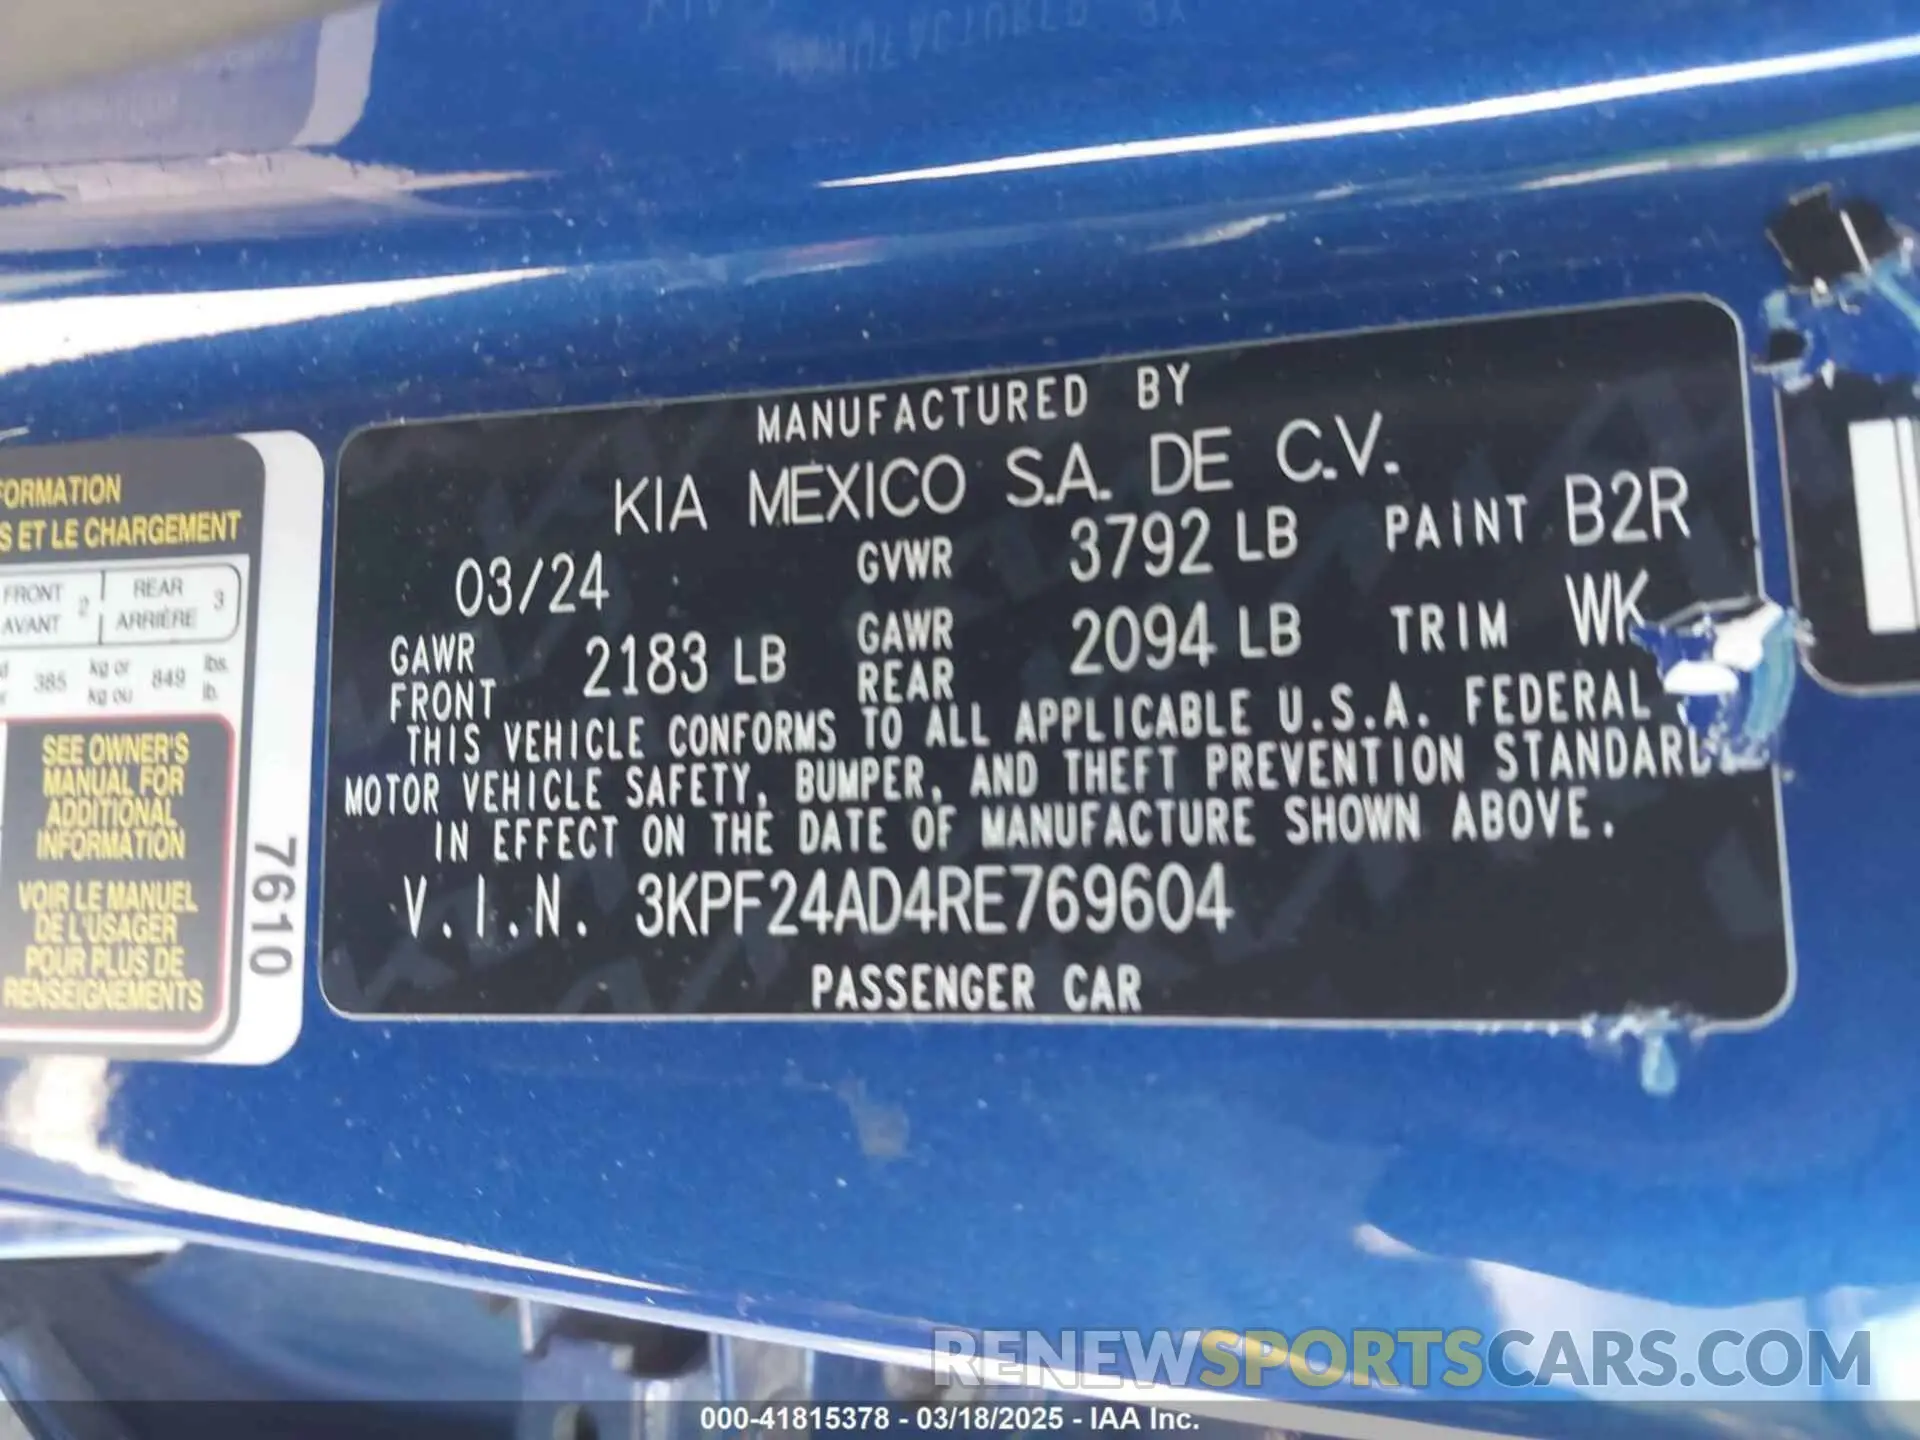 MANUFACTURED BY
KIA MEXICO S.A. DE C.V.
03/24 GVWR 3792 LB PAINT B2R
GAWR FRONT 2183 LB GAWR REAR 2094 LB TRIM WK
THIS VEHICLE CONFORMS TO ALL APPLICABLE U.S.A. FEDERAL
MOTOR VEHICLE SAFETY, BUMPER, AND THEFT PREVENTION STANDARD
IN EFFECT ON THE DATE OF MANUFACTURE SHOWN ABOVE.
V.I.N. 3KPF24AD4RE769604
PASSENGER CAR
FORMATION
S ET LE CHARGEMENT
FRONT 2 REAR 3
AVANT ARRIÈRE
385 kg or 849 lbs.
kg ou lb.
SEE OWNER'S
MANUAL FOR
ADDITIONAL
INFORMATION
VOIR LE MANUEL
DE L'USAGER
POUR PLUS DE
RENSEIGNEMENTS
7610
RENEWSPORTSCARS.COM
000-41815378 - 03/18/2025 - IAA Inc.